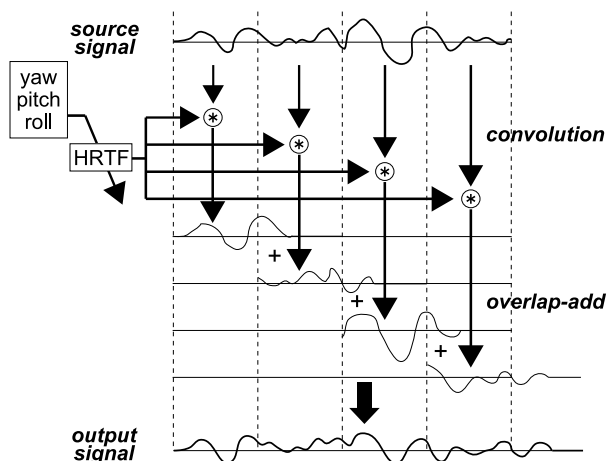 source
signal
yaw
pitch
roll
HRTF
*
*
*
*
convolution
+
+
+
overlap-add
output
signal